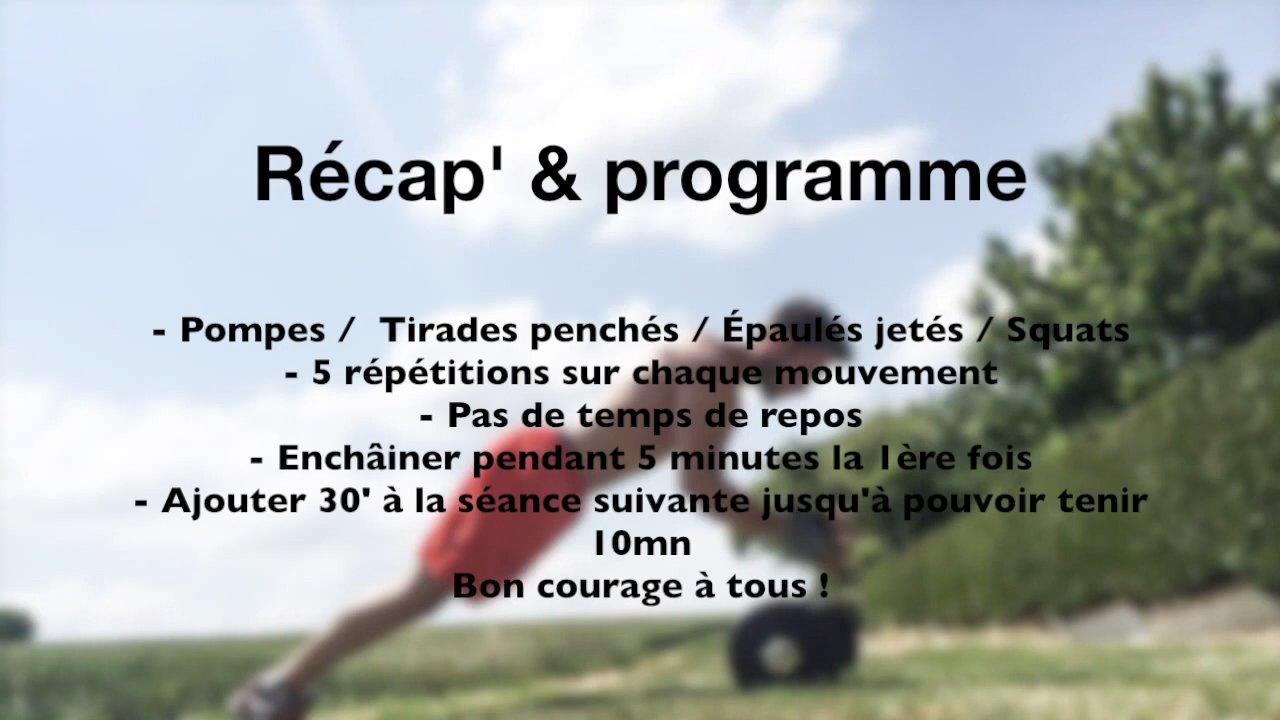 Récap' & programme
- Pompes / Tirades penchés / Épaulés jetés / Squats
- 5 répétitions sur chaque mouvement
- Pas de temps de repos
- Enchâiner pendant 5 minutes la 1ère fois
- Ajouter 30' à la séance suivante jusqu'à pouvoir tenir
10mn
Bon courage à tous !